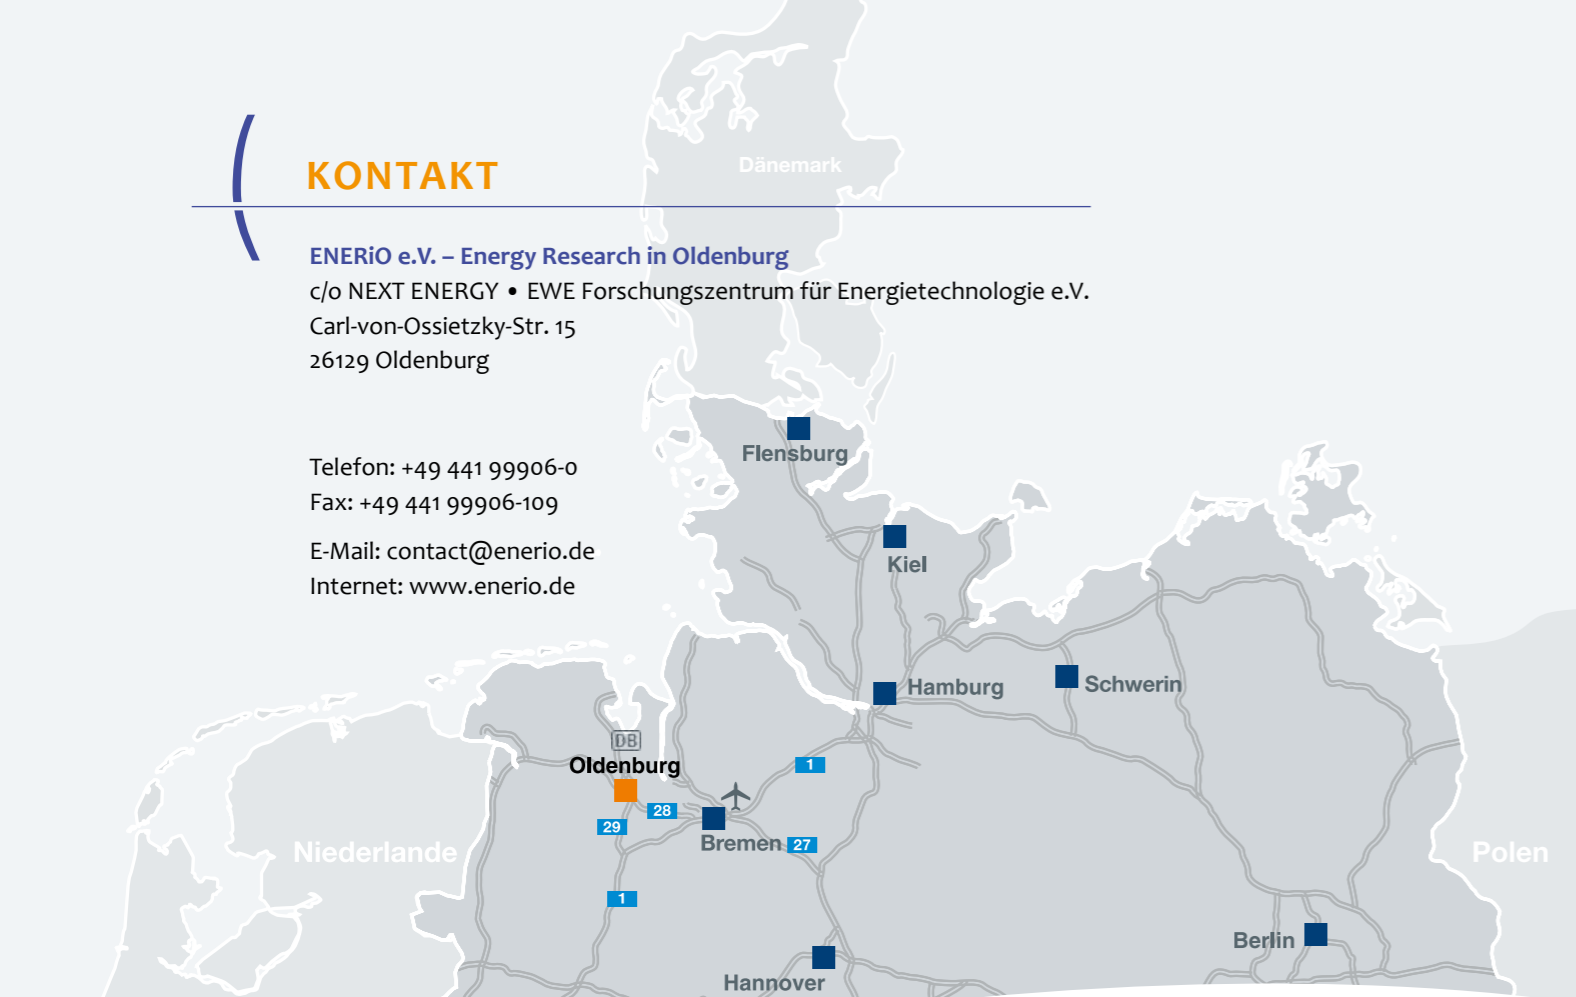 Dänemark
KONTAKT
ENERiO e.V. – Energy Research in Oldenburg
c/o NEXT ENERGY • EWE Forschungszentrum für Energietechnologie e.V.
Carl-von-Ossietzky-Str. 15
26129 Oldenburg
Telefon: +49 441 99906-0
Fax: +49 441 99906-109
E-Mail: contact@enerio.de
Internet: www.enerio.de
Flensburg
Kiel
Hamburg
Schwerin
DB
Oldenburg
1
28
29
Bremen
27
Niederlande
Polen
1
Berlin
Hannover